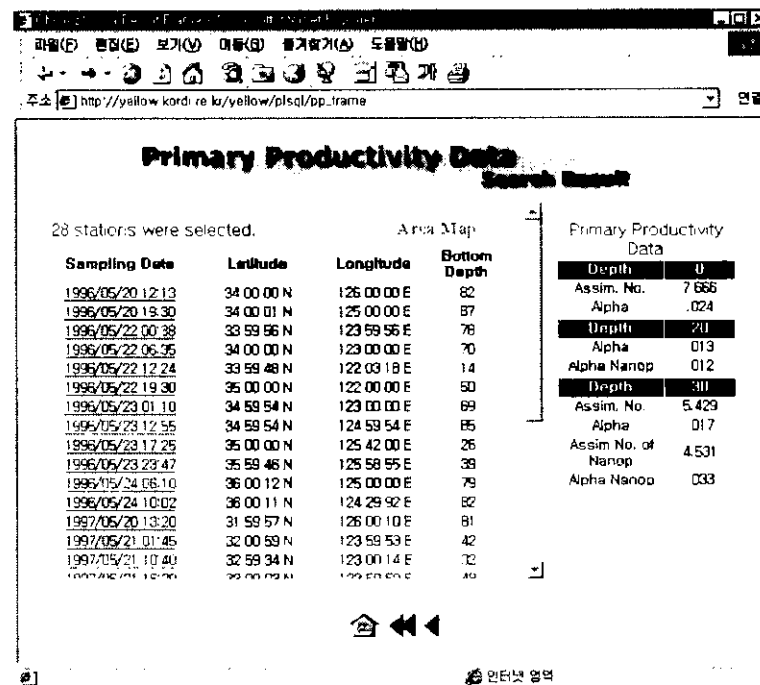 파일(F) 편집(E) 보기(V) 이동(G) 즐겨찾기(A) 도움말(H)
주소 http://yellow.kordi.re.kr/yellow/plsql/pp_frame 연결
Primary Productivity Data
Search Result
28 stations were selected.
Area Map
Sampling Date Latitude Longitude Bottom Depth
1996/05/20 12:13 34 00 00 N 126 00 00 E 82
1996/05/20 19:30 34 00 01 N 125 00 00 E 87
1996/05/22 00:38 33 59 56 N 123 59 56 E 78
1996/05/22 06:35 34 00 00 N 123 00 00 E 70
1996/05/22 12:24 33 59 48 N 122 03 18 E 14
1996/05/22 19:30 35 00 00 N 122 00 00 E 50
1996/05/23 01:10 34 59 54 N 123 00 00 E 69
1996/05/23 12:55 34 59 54 N 124 59 54 E 85
1996/05/23 17:25 35 00 00 N 125 42 00 E 26
1996/05/23 23:47 35 59 46 N 125 58 55 E 39
1996/05/24 06:10 36 00 12 N 125 00 00 E 79
1996/05/24 10:02 36 00 11 N 124 29 92 E 82
1997/05/20 13:20 31 59 57 N 126 00 10 E 81
1997/05/21 01:45 32 00 59 N 123 59 53 E 42
1997/05/21 10:40 32 59 34 N 123 00 14 E 32
Primary Productivity
Data
Depth 0
Assim. No. 7.666
Alpha .024
Depth 20
Alpha .013
Alpha Nanop .012
Depth 30
Assim. No. 5.429
Alpha .017
Assim No. of Nanop 4.531
Alpha Nanop .033
인터넷 영역